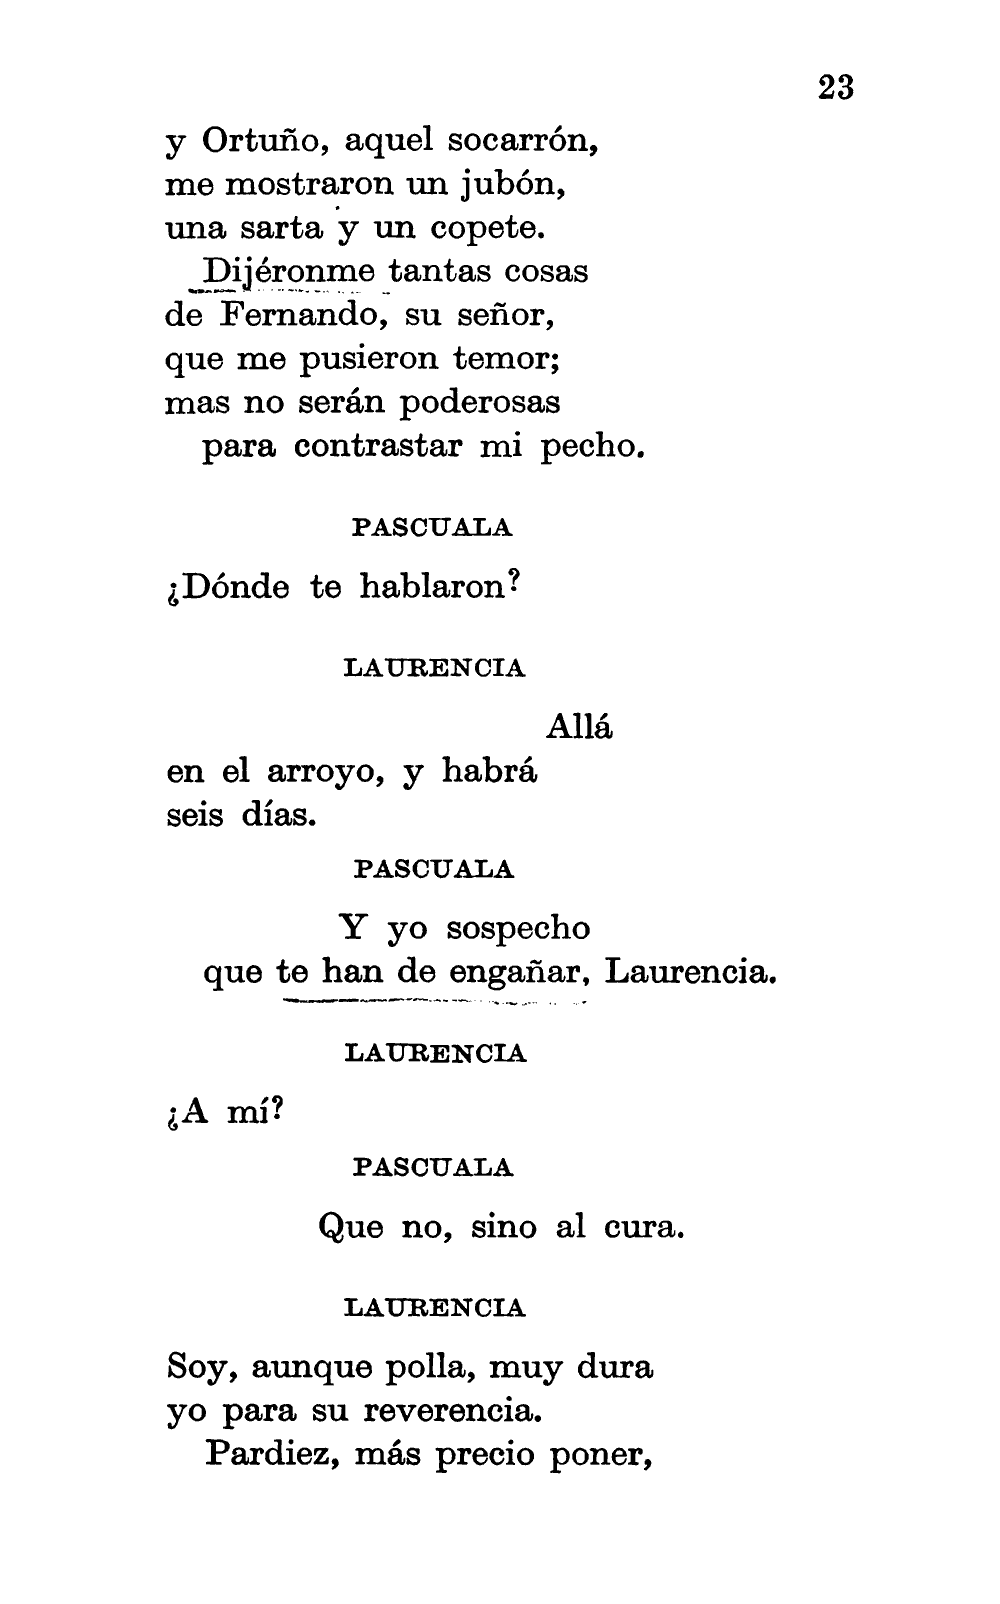 23
y Ortuño, aquel socarrón,
me mostraron un jubón,
una sarta y un copete.
Dijéronme tantas cosas
de Fernando, su señor,
que me pusieron temor;
mas no serán poderosas
para contrastar mi pecho.
PASCUALA
¿Dónde te hablaron?
LAURENCIA
Allá
en el arroyo, y habrá
seis días.
PASCUALA
Y yo sospecho
que te han de engañar, Laurencia.
LAURENCIA
¿A mí?
PASCUALA
Que no, sino al cura.
LAURENCIA
Soy, aunque polla, muy dura
yo para su reverencia.
Pardiez, más precio poner,